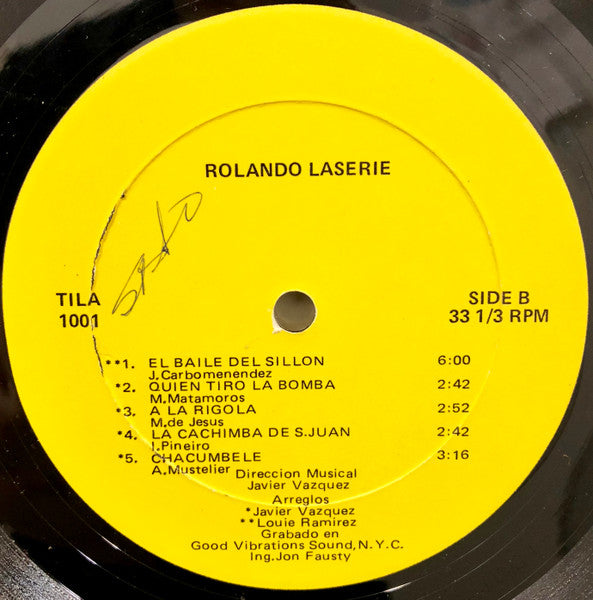 ROLANDO LASERIE
TILA
1001
SIDE B
33 1/3 RPM
**1. EL BAILE DEL SILLON 6:00
J.Carbomenendez
*2. QUIEN TIRO LA BOMBA 2:42
M.Matamoros
*3. A LA RIGOLA 2:52
M.de Jesus
*4. LA CACHIMBA DE S.JUAN 2:42
I.Pineiro
*5. CHACUMBELE 3:16
A.Mustelier
Direccion Musical
Javier Vazquez
Arreglos
*Javier Vazquez
**Louie Ramirez
Grabado en
Good Vibrations Sound,N.Y.C.
Ing.Jon Fausty